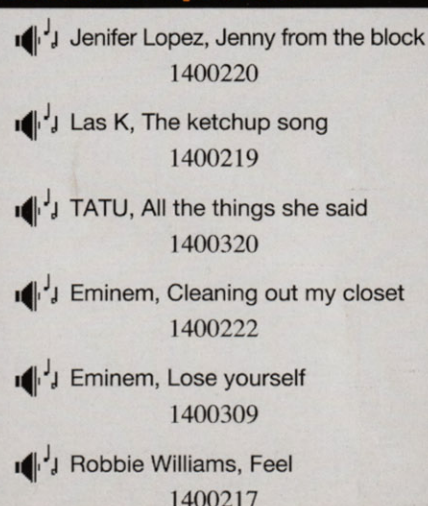 Jenifer Lopez, Jenny from the block
1400220
Las K, The ketchup song
1400219
TATU, All the things she said
1400320
Eminem, Cleaning out my closet
1400222
Eminem, Lose yourself
1400309
Robbie Williams, Feel
1400217